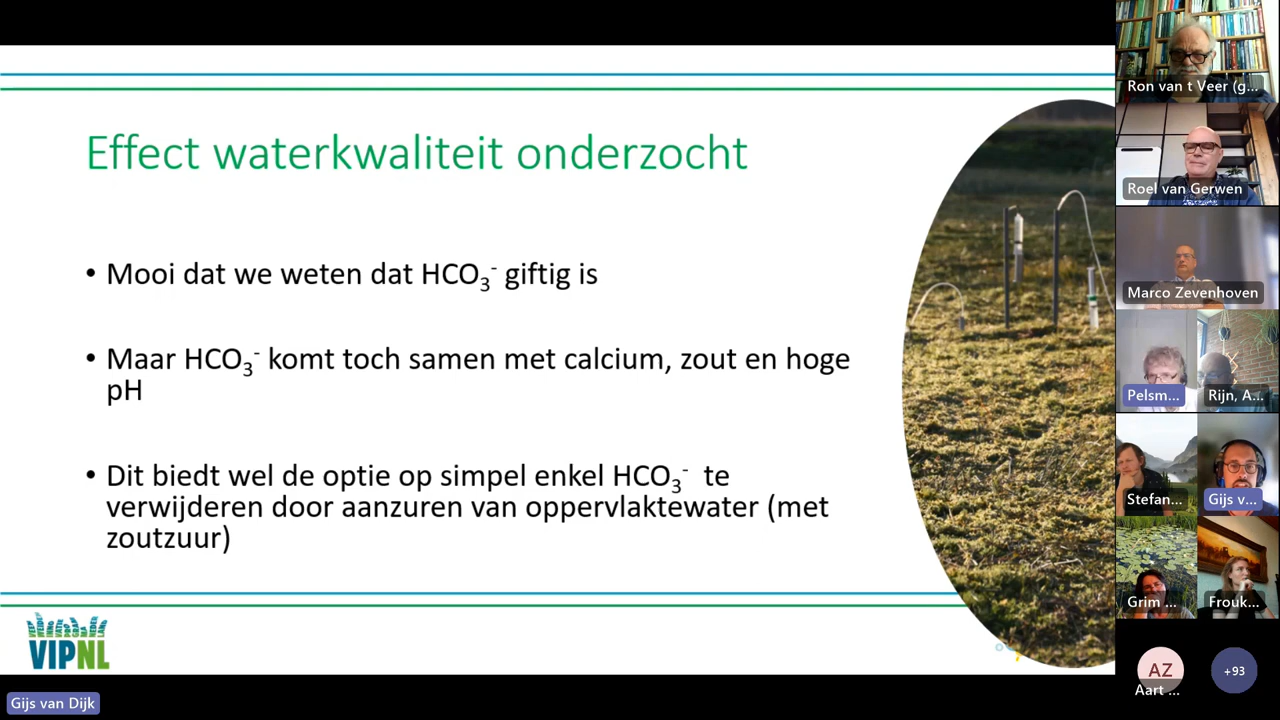 Effect waterkwaliteit onderzocht
• Mooi dat we weten dat HCO₃⁻ giftig is
• Maar HCO₃⁻ komt toch samen met calcium, zout en hoge
pH
• Dit biedt wel de optie op simpel enkel HCO₃⁻ te
verwijderen door aanzuren van oppervlaktewater (met
zoutzuur)
VIPNL
Gijs van Dijk
Ron van t Veer (g...
Roel van Gerwen
Marco Zevenhoven
Pelsm...
Rijn, A...
Stefan...
Gijs v...
Grim ...
Frouk...
AZ
Aart ...
+93